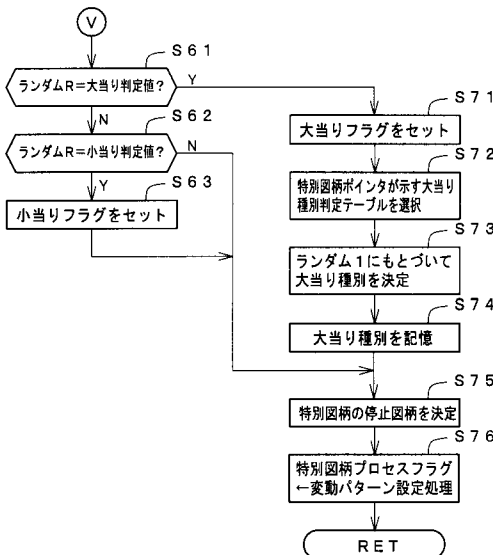 V
S61
ランダムR=大当り判定値?
Y
N
S62
ランダムR=小当り判定値?
N
Y
S63
小当りフラグをセット
S71
大当りフラグをセット
S72
特別図柄ポインタが示す大当り
種別判定テーブルを選択
S73
ランダム1にもとづいて
大当り種別を決定
S74
大当り種別を記憶
S75
特別図柄の停止図柄を決定
S76
特別図柄プロセスフラグ
←変動パターン設定処理
RET